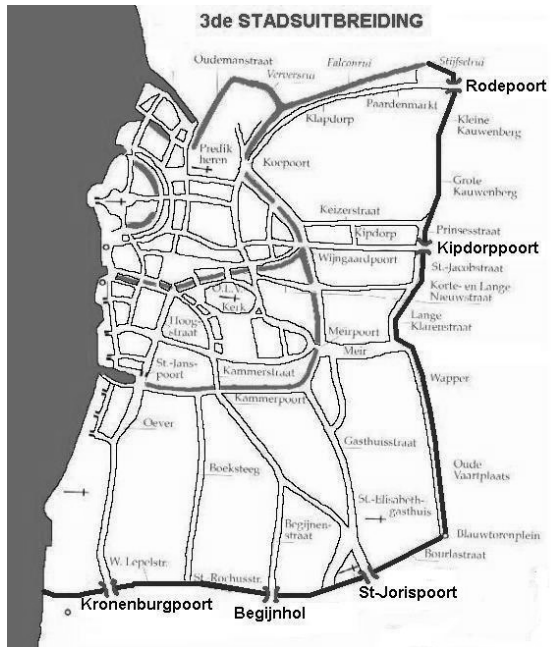 3de STADSUITBREIDING
Oudemanstraat
Verversrui
Falconrui
Stijfselrui
Rodepoort
Paardenmarkt
Klapdorp
Kleine
Kauwenberg
Predik
heren
Koepoort
Grote
Kauwenberg
Keizerstraat
Prinsesstraat
Kipdorp
Kipdorppoort
Wijngaardpoort
St.-Jacobstraat
Korte- en Lange
Nieuwstraat
O.L.V.
Kerk
Hoog-
straat
Meirpoort
Lange
Klarenstraat
Meir
St.-Jans-
poort
Kammerstraat
Wapper
Kammerpoort
Oever
Gasthuisstraat
Boeksteeg
Oude
Vaartplaats
St.-Elisabeth-
gasthuis
Begijnen-
straat
Blauwtorenplein
Bourlastraat
W. Lepelstr.
St.-Rochusstr.
St-Jorispoort
Kronenburgpoort
Begijnhol